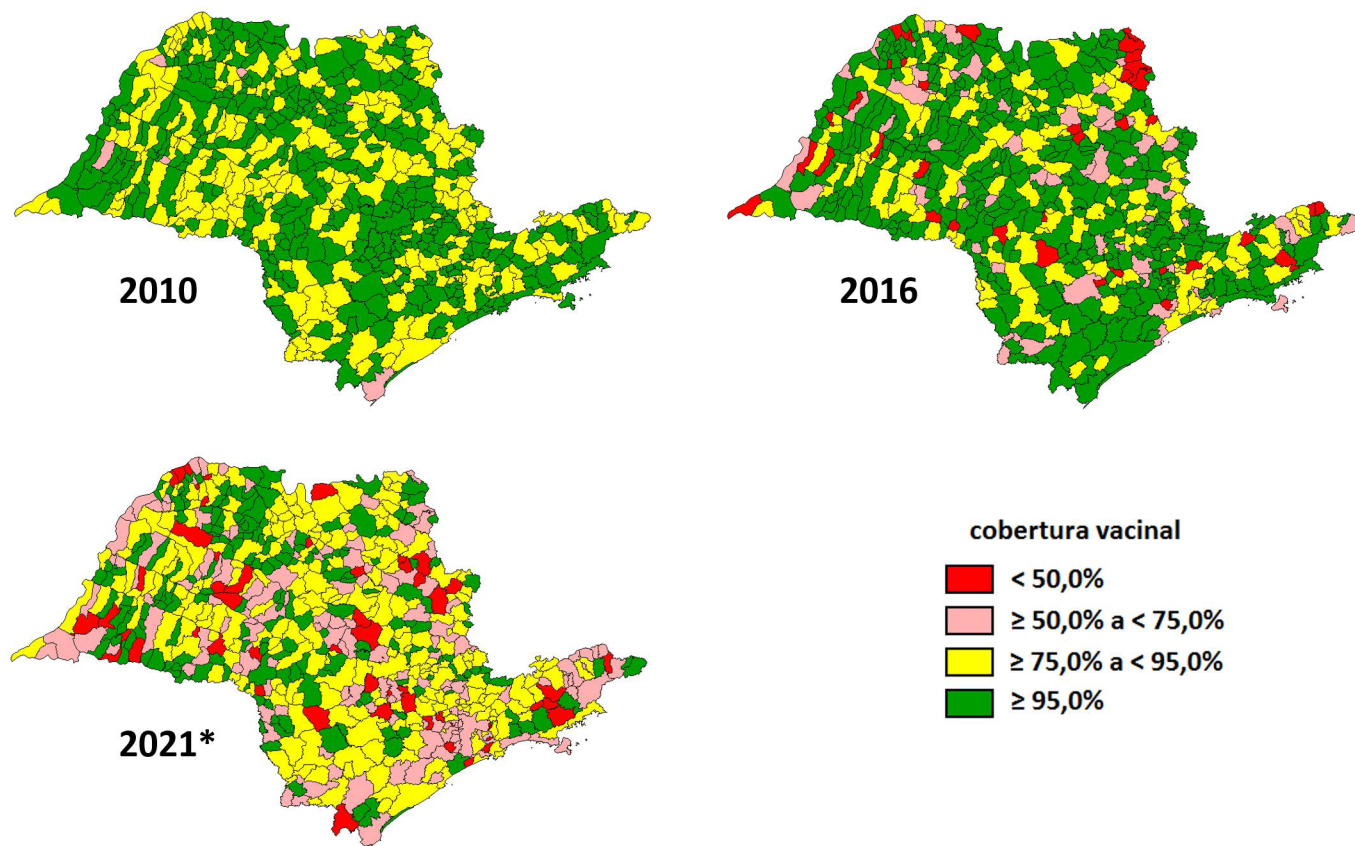 2010
2016
2021*
cobertura vacinal
< 50,0%
≥ 50,0% a < 75,0%
≥ 75,0% a < 95,0%
≥ 95,0%